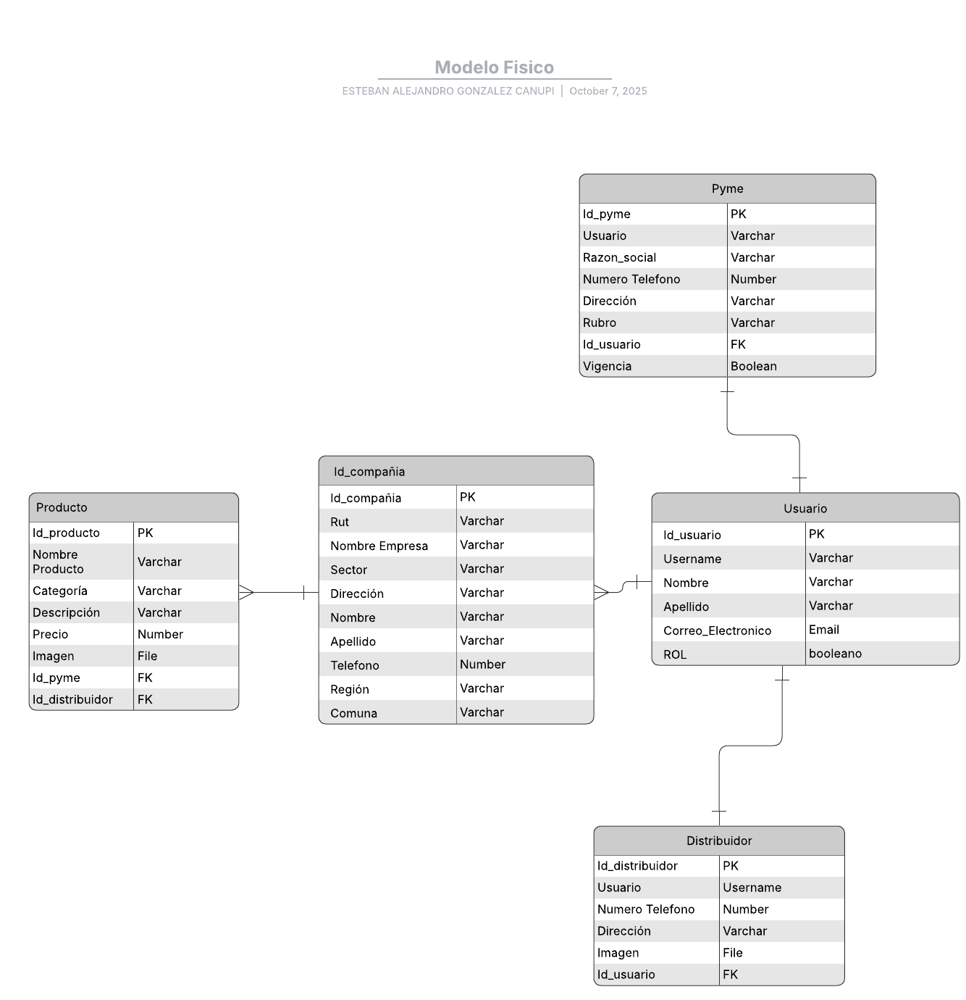 Modelo Fisico
ESTEBAN ALEJANDRO GONZALEZ CANUPI | October 7, 2025
Pyme
Id_pyme PK
Usuario Varchar
Razon_social Varchar
Numero Telefono Number
Dirección Varchar
Rubro Varchar
Id_usuario FK
Vigencia Boolean
Producto
Id_producto PK
Nombre
Producto Varchar
Categoría Varchar
Descripción Varchar
Precio Number
Imagen File
Id_pyme FK
Id_distribuidor FK
Id_compañia
Id_compañia PK
Rut Varchar
Nombre Empresa Varchar
Sector Varchar
Dirección Varchar
Nombre Varchar
Apellido Varchar
Telefono Number
Región Varchar
Comuna Varchar
Usuario
Id_usuario PK
Username Varchar
Nombre Varchar
Apellido Varchar
Correo_Electronico Email
ROL booleano
Distribuidor
Id_distribuidor PK
Usuario Username
Numero Telefono Number
Dirección Varchar
Imagen File
Id_usuario FK